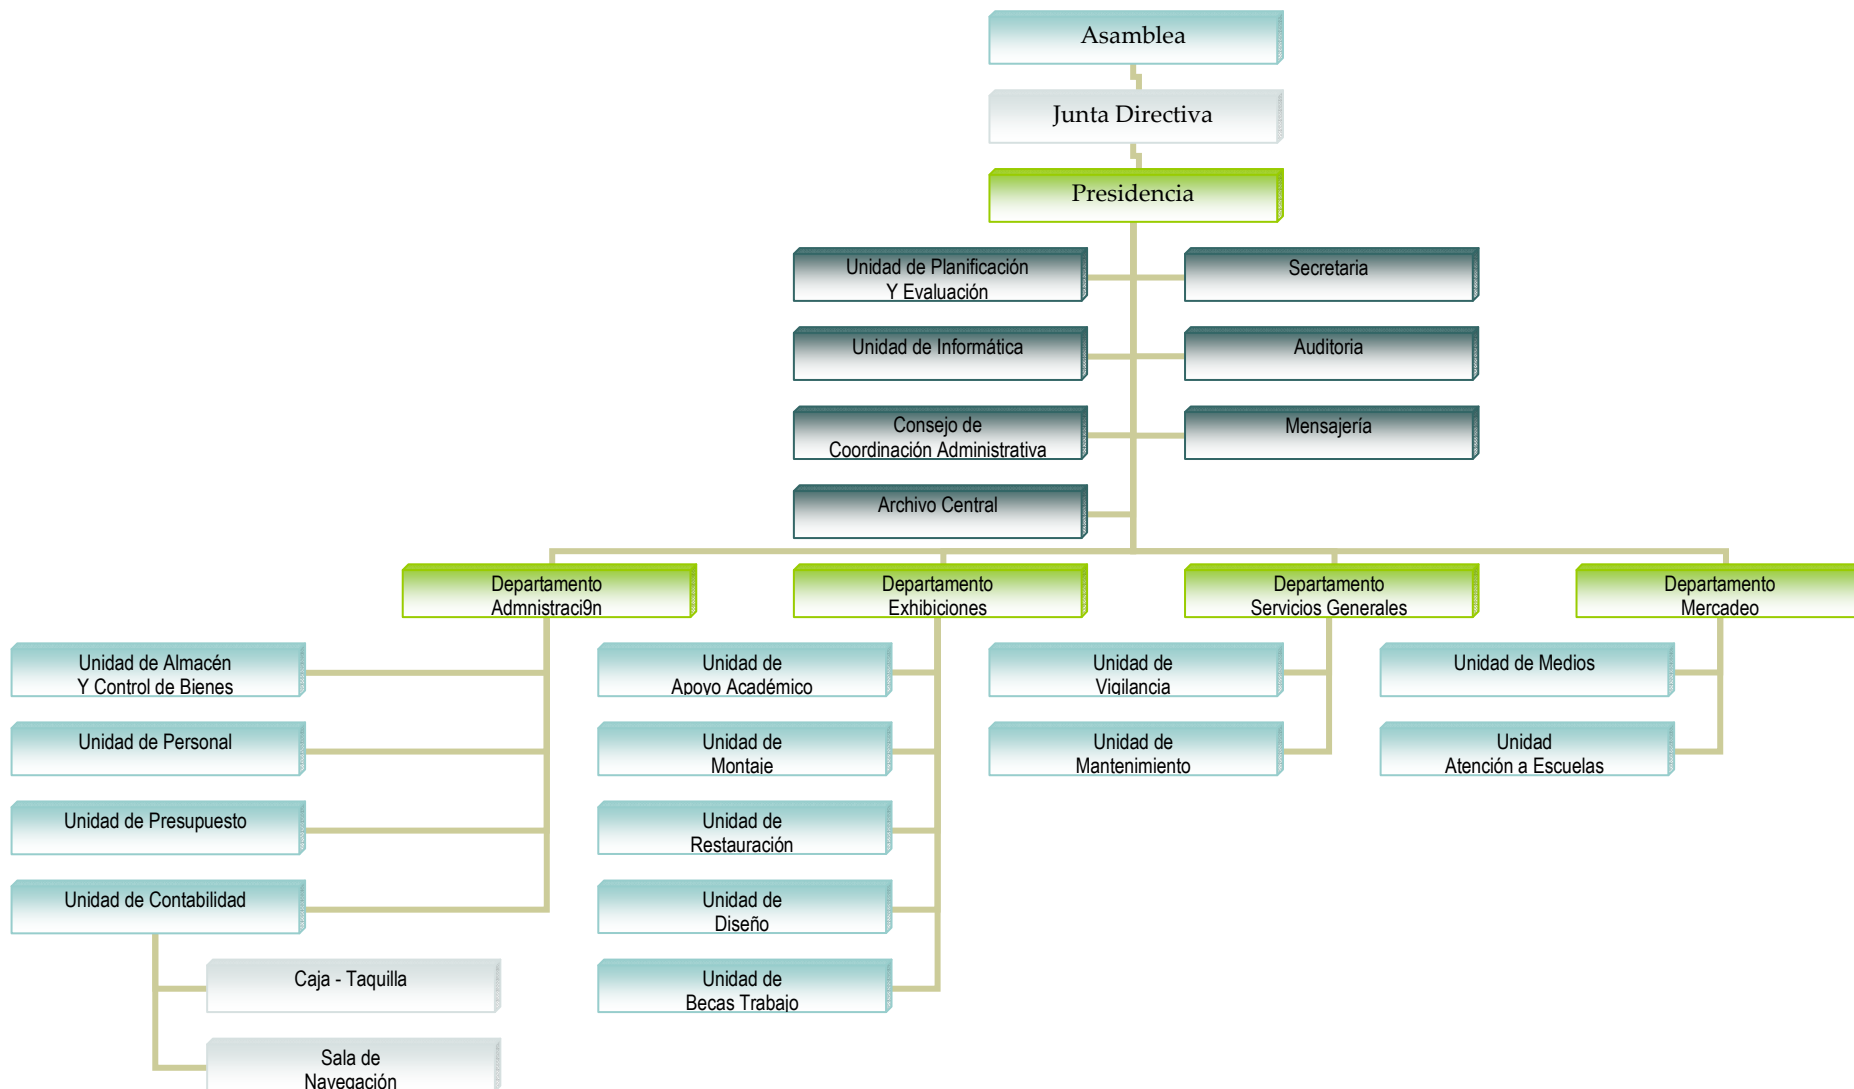 Asamblea
Junta Directiva
Presidencia
Unidad de Planificación
Y Evaluación
Secretaria
Unidad de Informática
Auditoria
Consejo de
Coordinación Administrativa
Mensajería
Archivo Central
Departamento
Admnistraci9n
Departamento
Exhibiciones
Departamento
Servicios Generales
Departamento
Mercadeo
Unidad de Almacén
Y Control de Bienes
Unidad de
Apoyo Académico
Unidad de
Vigilancia
Unidad de Medios
Unidad de Personal
Unidad de
Montaje
Unidad de
Mantenimiento
Unidad
Atención a Escuelas
Unidad de Presupuesto
Unidad de
Restauración
Unidad de Contabilidad
Unidad de
Diseño
Caja - Taquilla
Unidad de
Becas Trabajo
Sala de
Navegación